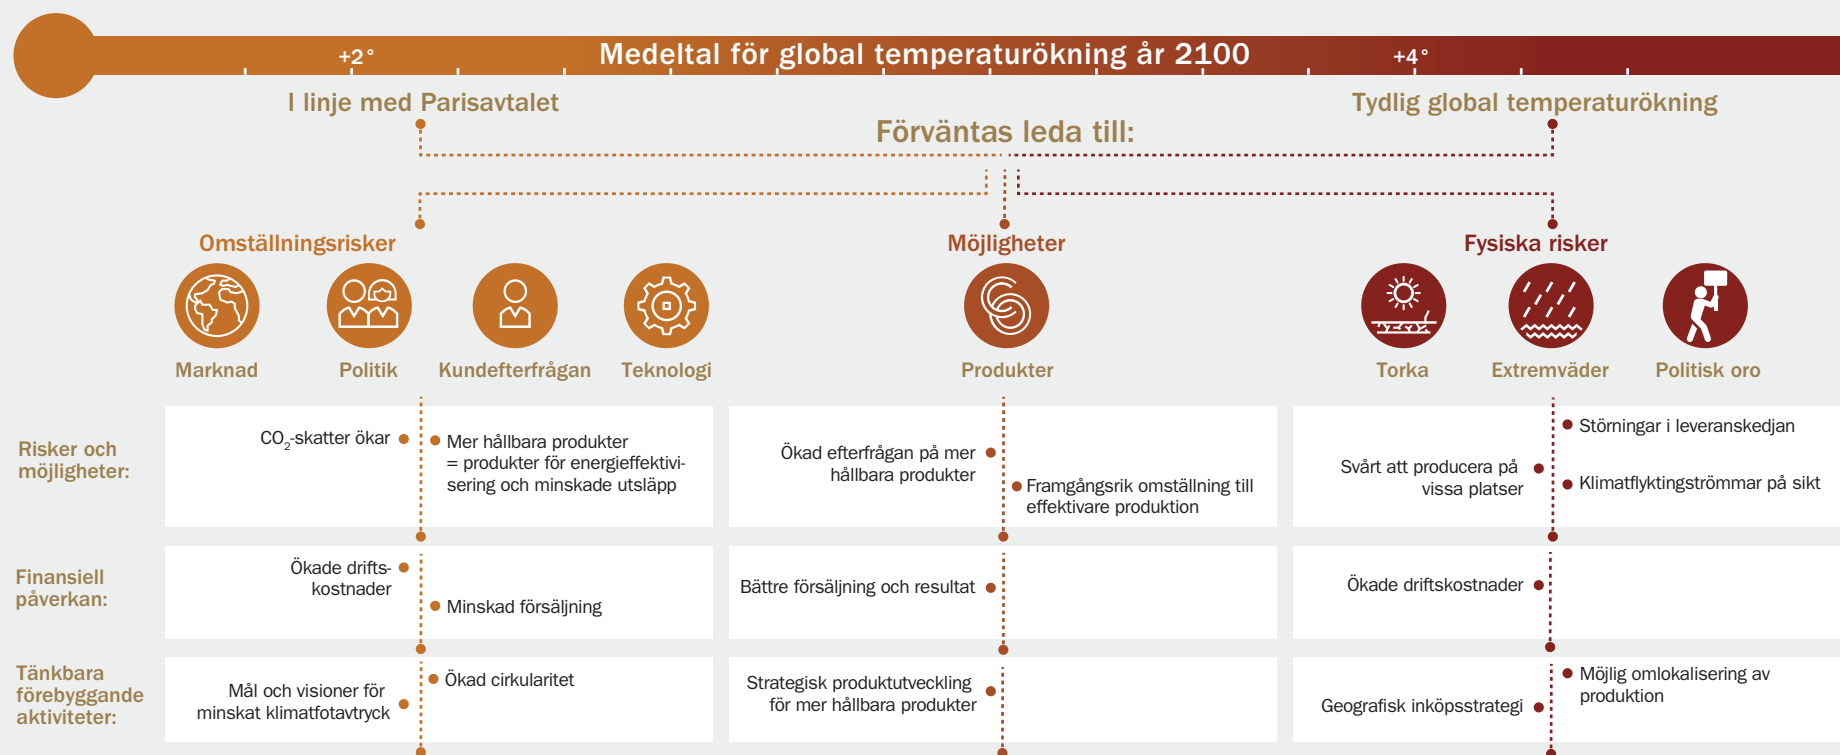 +2°
Medeltal för global temperaturökning år 2100
+4°
I linje med Parisavtalet
Tydlig global temperaturökning
Förväntas leda till:
Omställningsrisker
Möjligheter
Fysiska risker
Marknad
Politik
Kundefterfrågan
Teknologi
Produkter
Torka
Extremväder
Politisk oro
Risker och
möjligheter:
CO2-skatter ökar
Mer hållbara produkter
= produkter för energieffektivi-
sering och minskade utsläpp
Ökad efterfrågan på mer
hållbara produkter
Framgångsrik omställning till
effektivare produktion
Svårt att producera på
vissa platser
Störningar i leveranskedjan
Klimatflyktingströmmar på sikt
Finansiell
påverkan:
Ökade drifts-
kostnader
Minskad försäljning
Bättre försäljning och resultat
Ökade driftskostnader
Tänkbara
förebyggande
aktiviteter:
Mål och visioner för
minskat klimatfotavtryck
Ökad cirkularitet
Strategisk produktutveckling
för mer hållbara produkter
Geografisk inköpsstrategi
Möjlig omlokalisering av
produktion